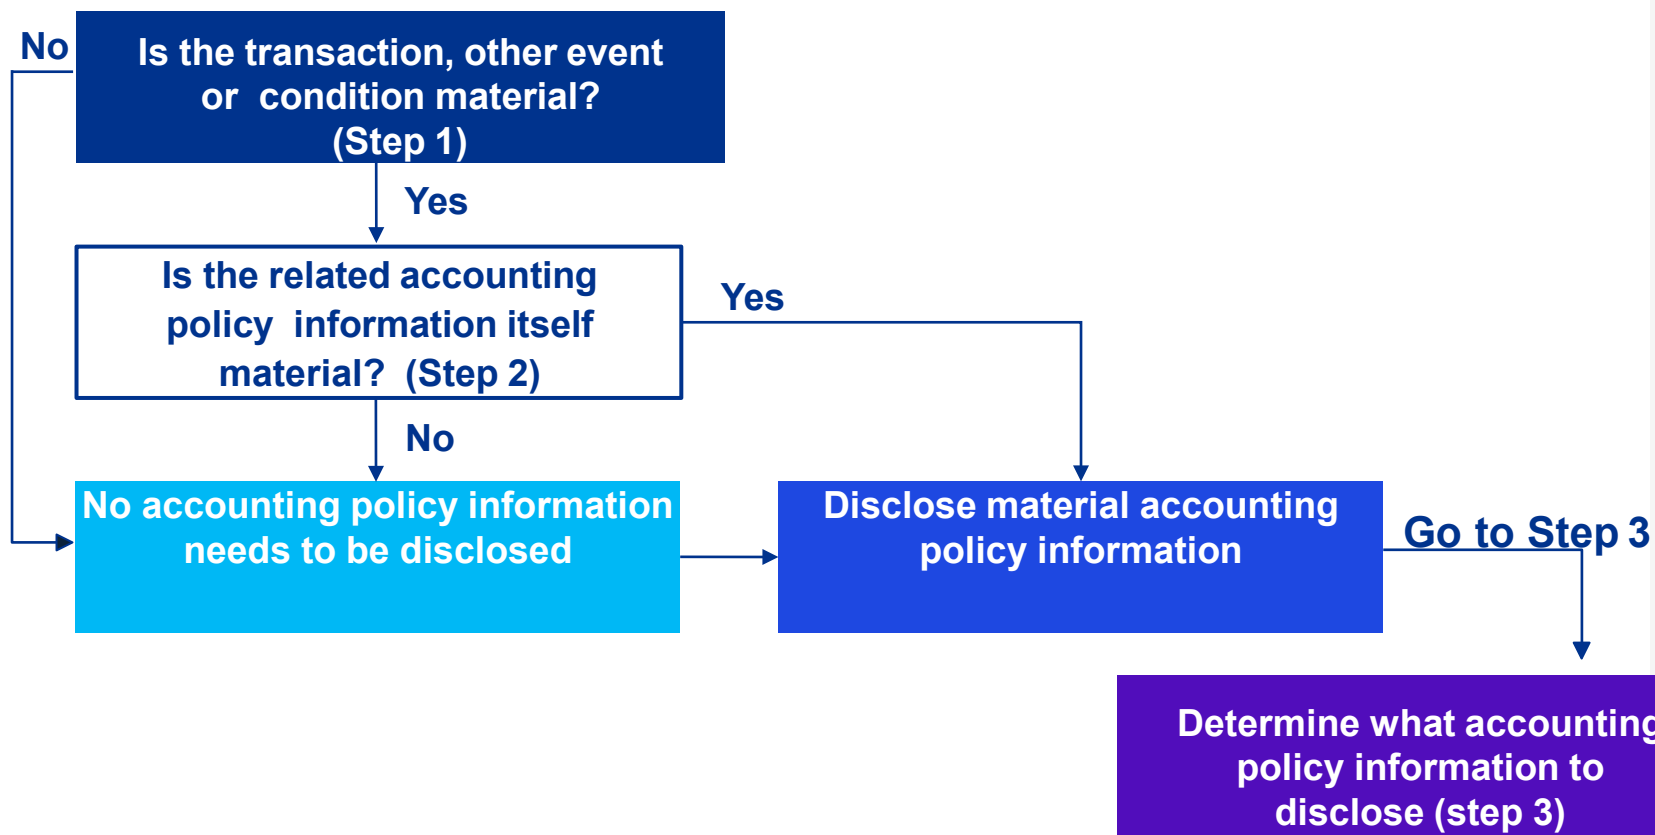 No
Is the transaction, other event
or condition material?
(Step 1)
Yes
Is the related accounting
policy information itself
material? (Step 2)
Yes
No
No accounting policy information
needs to be disclosed
Disclose material accounting
policy information
Go to Step 3
Determine what accounting
policy information to
disclose (step 3)